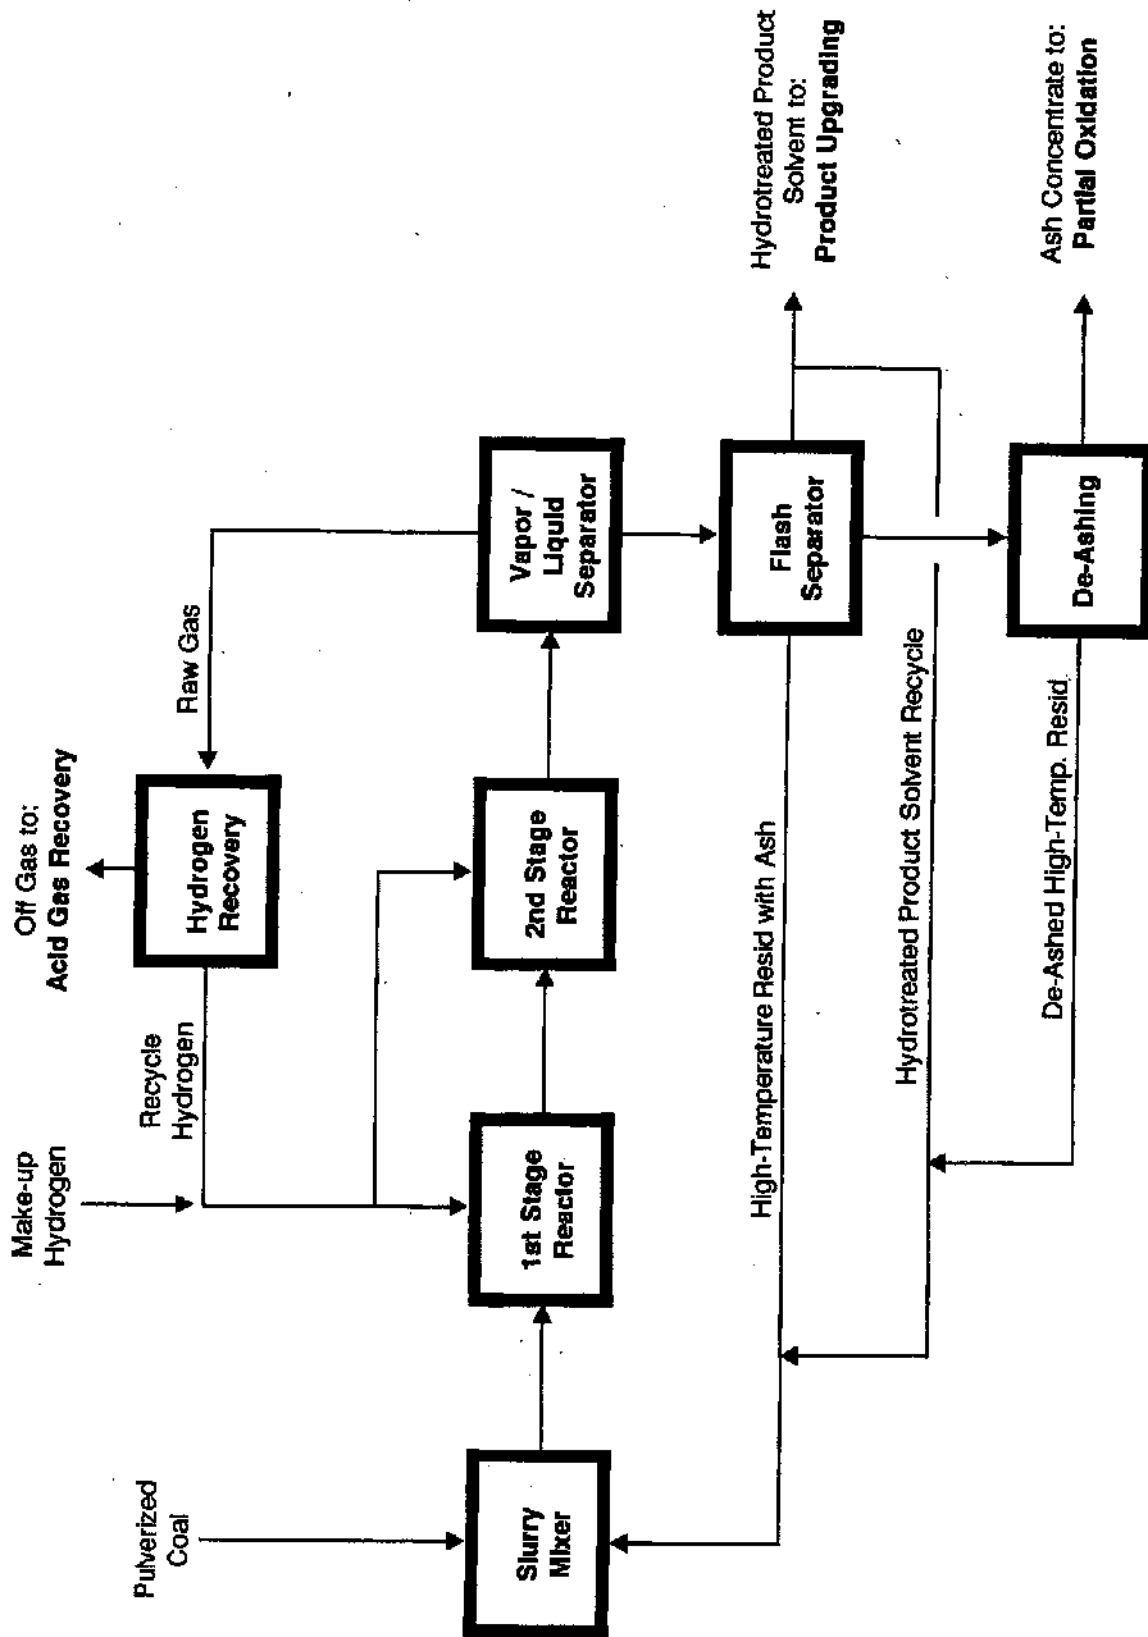 Pulverized
Coal
Make-up
Hydrogen
Recycle
Hydrogen
Off Gas to:
Acid Gas Recovery
Hydrogen
Recovery
Raw Gas
Slurry
Mixer
1st Stage
Reactor
2nd Stage
Reactor
Vapor /
Liquid
Separator
High-Temperature Resid with Ash
Flash
Separator
Hydrotreated Product
Solvent to:
Product Upgrading
Hydrotreated Product Solvent Recycle
De-Ashed High-Temp. Resid
De-Ashing
Ash Concentrate to:
Partial Oxidation